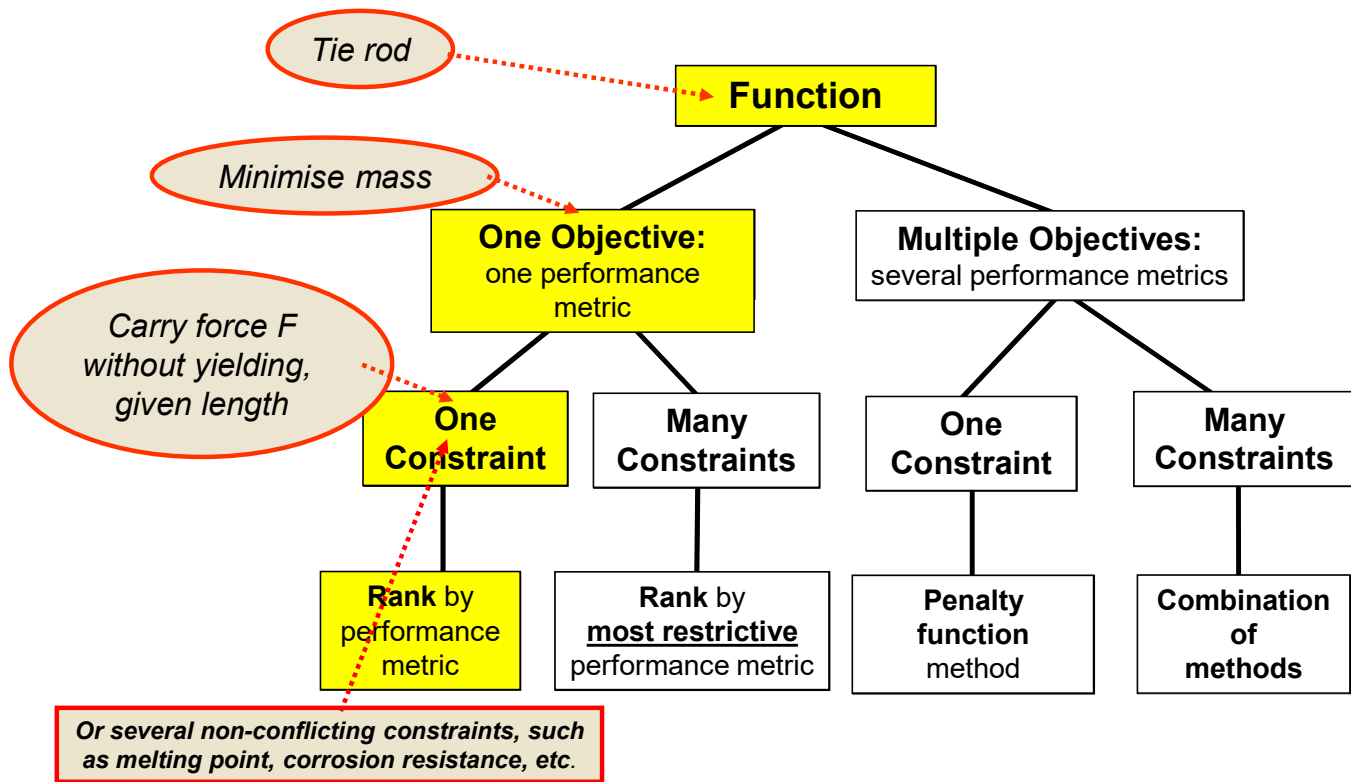 Tie rod
Function
Minimise mass
One Objective:
one performance
metric
Multiple Objectives:
several performance metrics
Carry force F
without yielding,
given length
One
Constraint
Many
Constraints
One
Constraint
Many
Constraints
Rank by
performance
metric
Rank by
most restrictive
performance metric
Penalty
function
method
Combination
of
methods
Or several non-conflicting constraints, such
as melting point, corrosion resistance, etc.